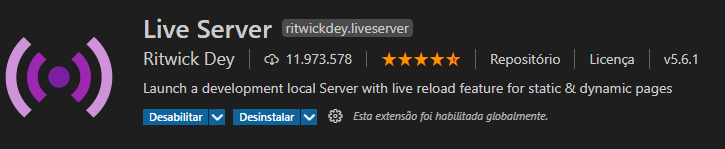 Live Server ritwickdey.liveserver
Ritwick Dey 11.973.578 Repositório Licença v5.6.1
Launch a development local Server with live reload feature for static & dynamic pages
Desabilitar Desinstalar Esta extensão foi habilitada globalmente.